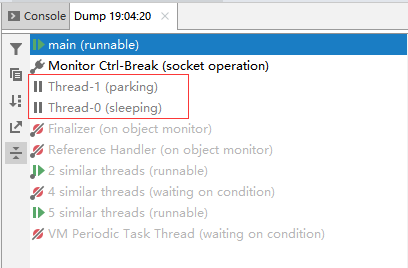 Console Dump 19:04:20
main (runnable)
Monitor Ctrl-Break (socket operation)
Thread-1 (parking)
Thread-0 (sleeping)
Finalizer (on object monitor)
Reference Handler (on object monitor)
2 similar threads (runnable)
4 similar threads (waiting on condition)
5 similar threads (runnable)
VM Periodic Task Thread (waiting on condition)